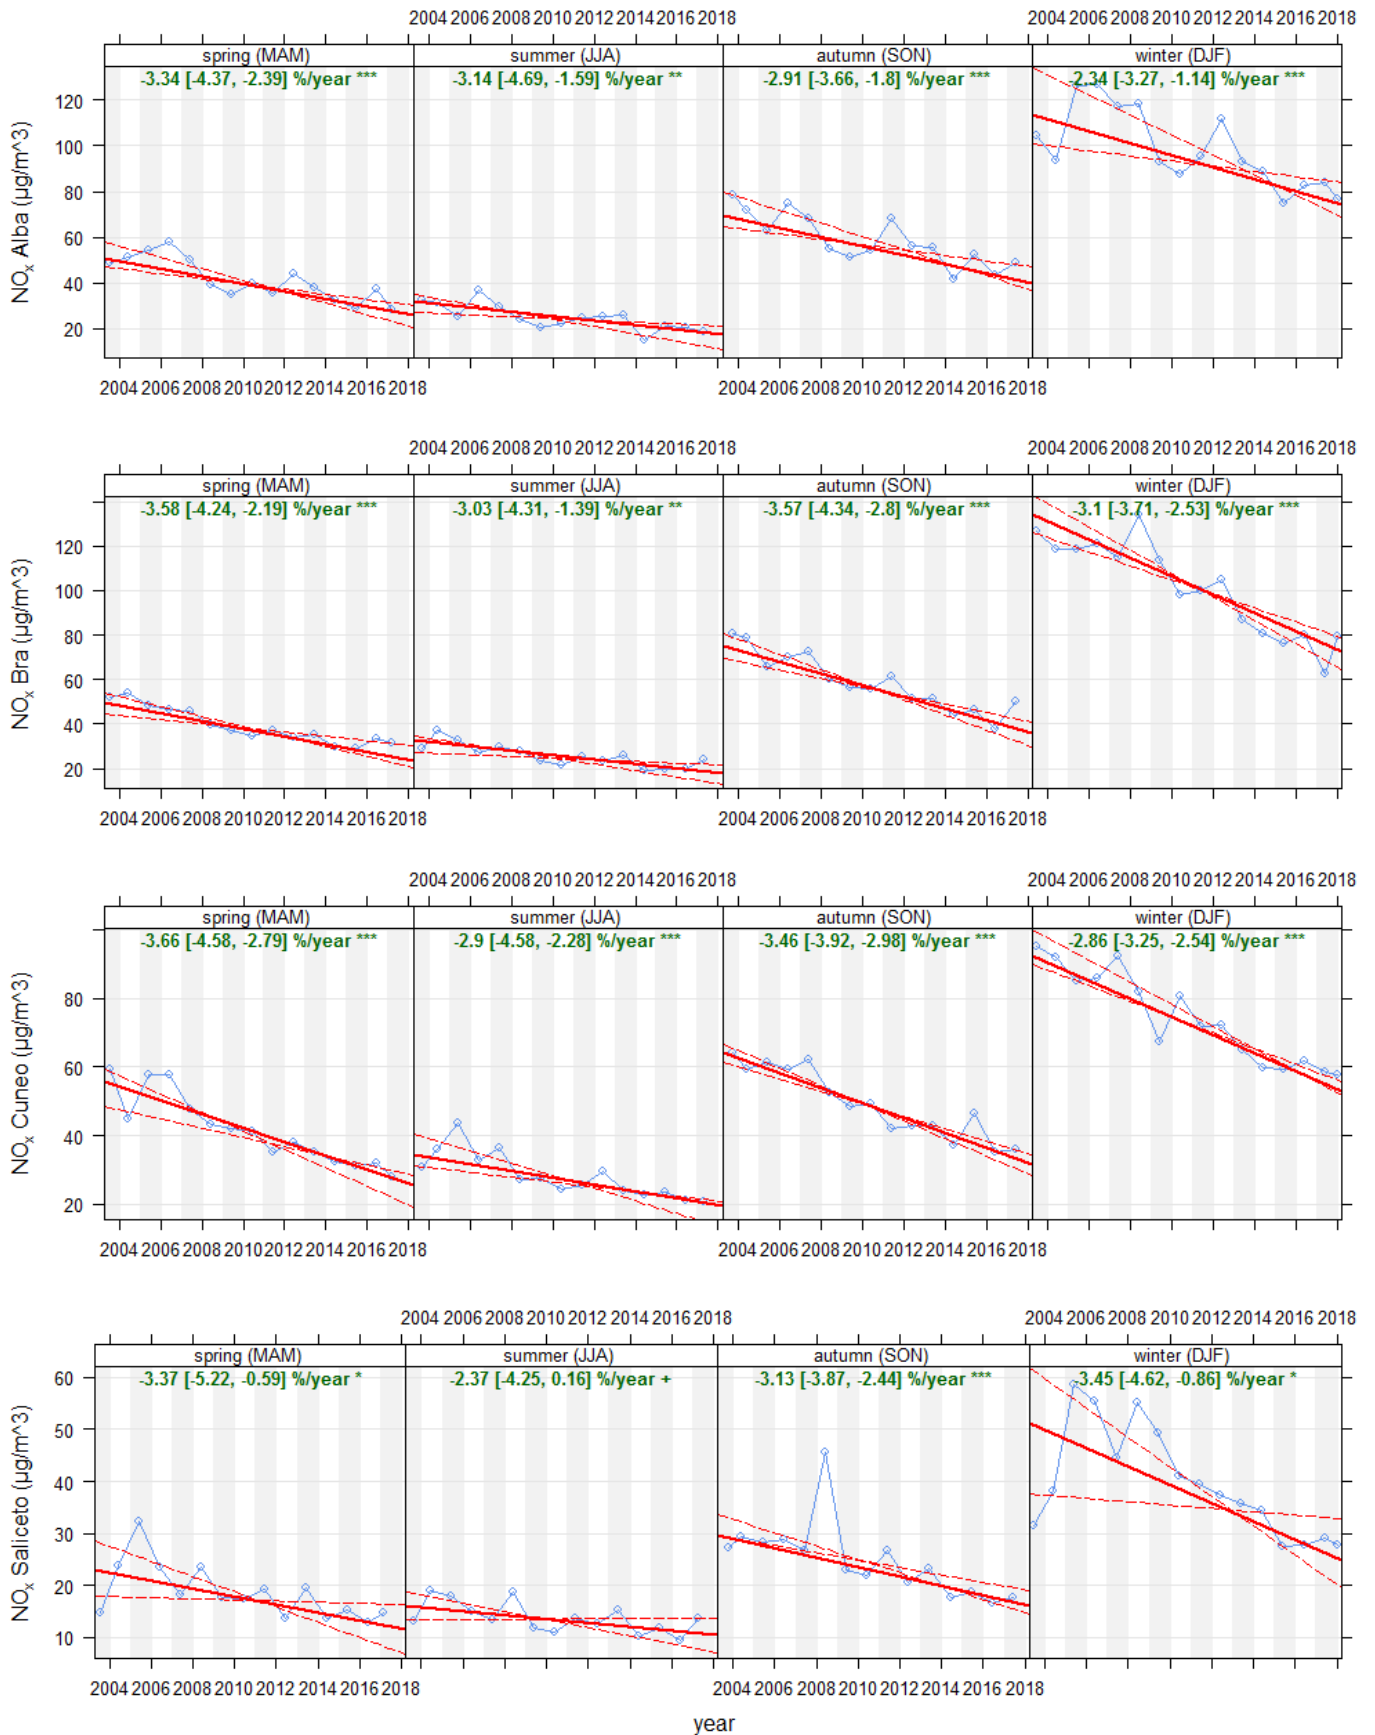 2004 2006 2008 2010 2012 2014 2016 2018 2004 2006 2008 2010 2012 2014 2016 2018
spring (MAM) summer (JJA) autumn (SON) winter (DJF)
-3.34 [-4.37, -2.39] %/year *** -3.14 [-4.69, -1.59] %/year ** -2.91 [-3.66, -1.8] %/year *** -2.34 [-3.27, -1.14] %/year ***
120
100
80
60
40
20
NOx Alba (µg/m^3)
2004 2006 2008 2010 2012 2014 2016 2018 2004 2006 2008 2010 2012 2014 2016 2018
2004 2006 2008 2010 2012 2014 2016 2018 2004 2006 2008 2010 2012 2014 2016 2018
spring (MAM) summer (JJA) autumn (SON) winter (DJF)
-3.58 [-4.24, -2.19] %/year *** -3.03 [-4.31, -1.39] %/year ** -3.57 [-4.34, -2.8] %/year *** -3.1 [-3.71, -2.53] %/year ***
120
100
80
60
40
20
NOx Bra (µg/m^3)
2004 2006 2008 2010 2012 2014 2016 2018 2004 2006 2008 2010 2012 2014 2016 2018
2004 2006 2008 2010 2012 2014 2016 2018 2004 2006 2008 2010 2012 2014 2016 2018
spring (MAM) summer (JJA) autumn (SON) winter (DJF)
-3.66 [-4.58, -2.79] %/year *** -2.9 [-4.58, -2.28] %/year *** -3.46 [-3.92, -2.98] %/year *** -2.86 [-3.25, -2.54] %/year ***
80
60
40
20
NOx Cuneo (µg/m^3)
2004 2006 2008 2010 2012 2014 2016 2018 2004 2006 2008 2010 2012 2014 2016 2018
2004 2006 2008 2010 2012 2014 2016 2018 2004 2006 2008 2010 2012 2014 2016 2018
spring (MAM) summer (JJA) autumn (SON) winter (DJF)
-3.37 [-5.22, -0.59] %/year * -2.37 [-4.25, 0.16] %/year + -3.13 [-3.87, -2.44] %/year *** -3.45 [-4.62, -0.86] %/year *
60
50
40
30
20
10
NOx Saliceto (µg/m^3)
2004 2006 2008 2010 2012 2014 2016 2018 2004 2006 2008 2010 2012 2014 2016 2018
year